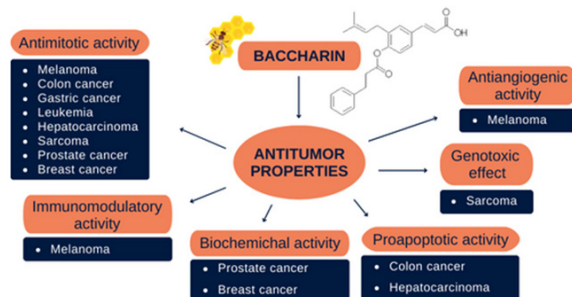 BACCHARIN
O
OH
O
O
ANTITUMOR
PROPERTIES
Antimitotic activity
• Melanoma
• Colon cancer
• Gastric cancer
• Leukemia
• Hepatocarcinoma
• Sarcoma
• Prostate cancer
• Breast cancer
Immunomodulatory
activity
• Melanoma
Biochemichal activity
• Prostate cancer
• Breast cancer
Proapoptotic activity
• Colon cancer
• Hepatocarcinoma
Genotoxic
effect
• Sarcoma
Antiangiogenic
activity
• Melanoma